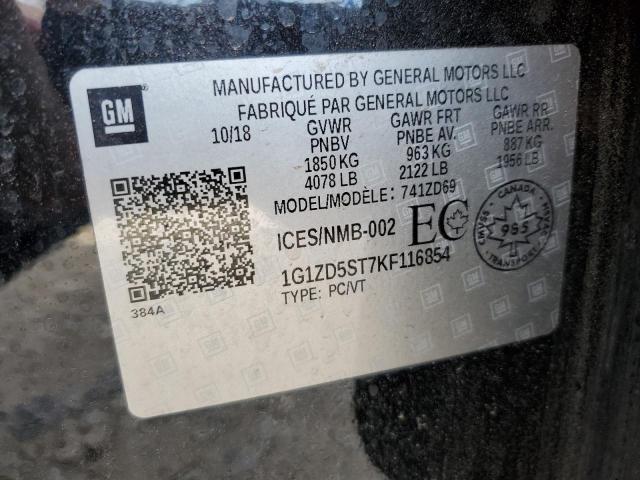 GM
MANUFACTURED BY GENERAL MOTORS LLC
FABRIQUÉ PAR GENERAL MOTORS LLC
10/18 GVWR GAWR FRT GAWR RR
PNBV PNBE AV. PNBE ARR.
1850 KG 963 KG 887 KG
4078 LB 2122 LB 1956 LB
MODEL/MODÈLE: 741ZD69
ICES/NMB-002 EC
CANADA
985
TRANSPORT
1G1ZD5ST7KF116854
TYPE: PC/VT
384A